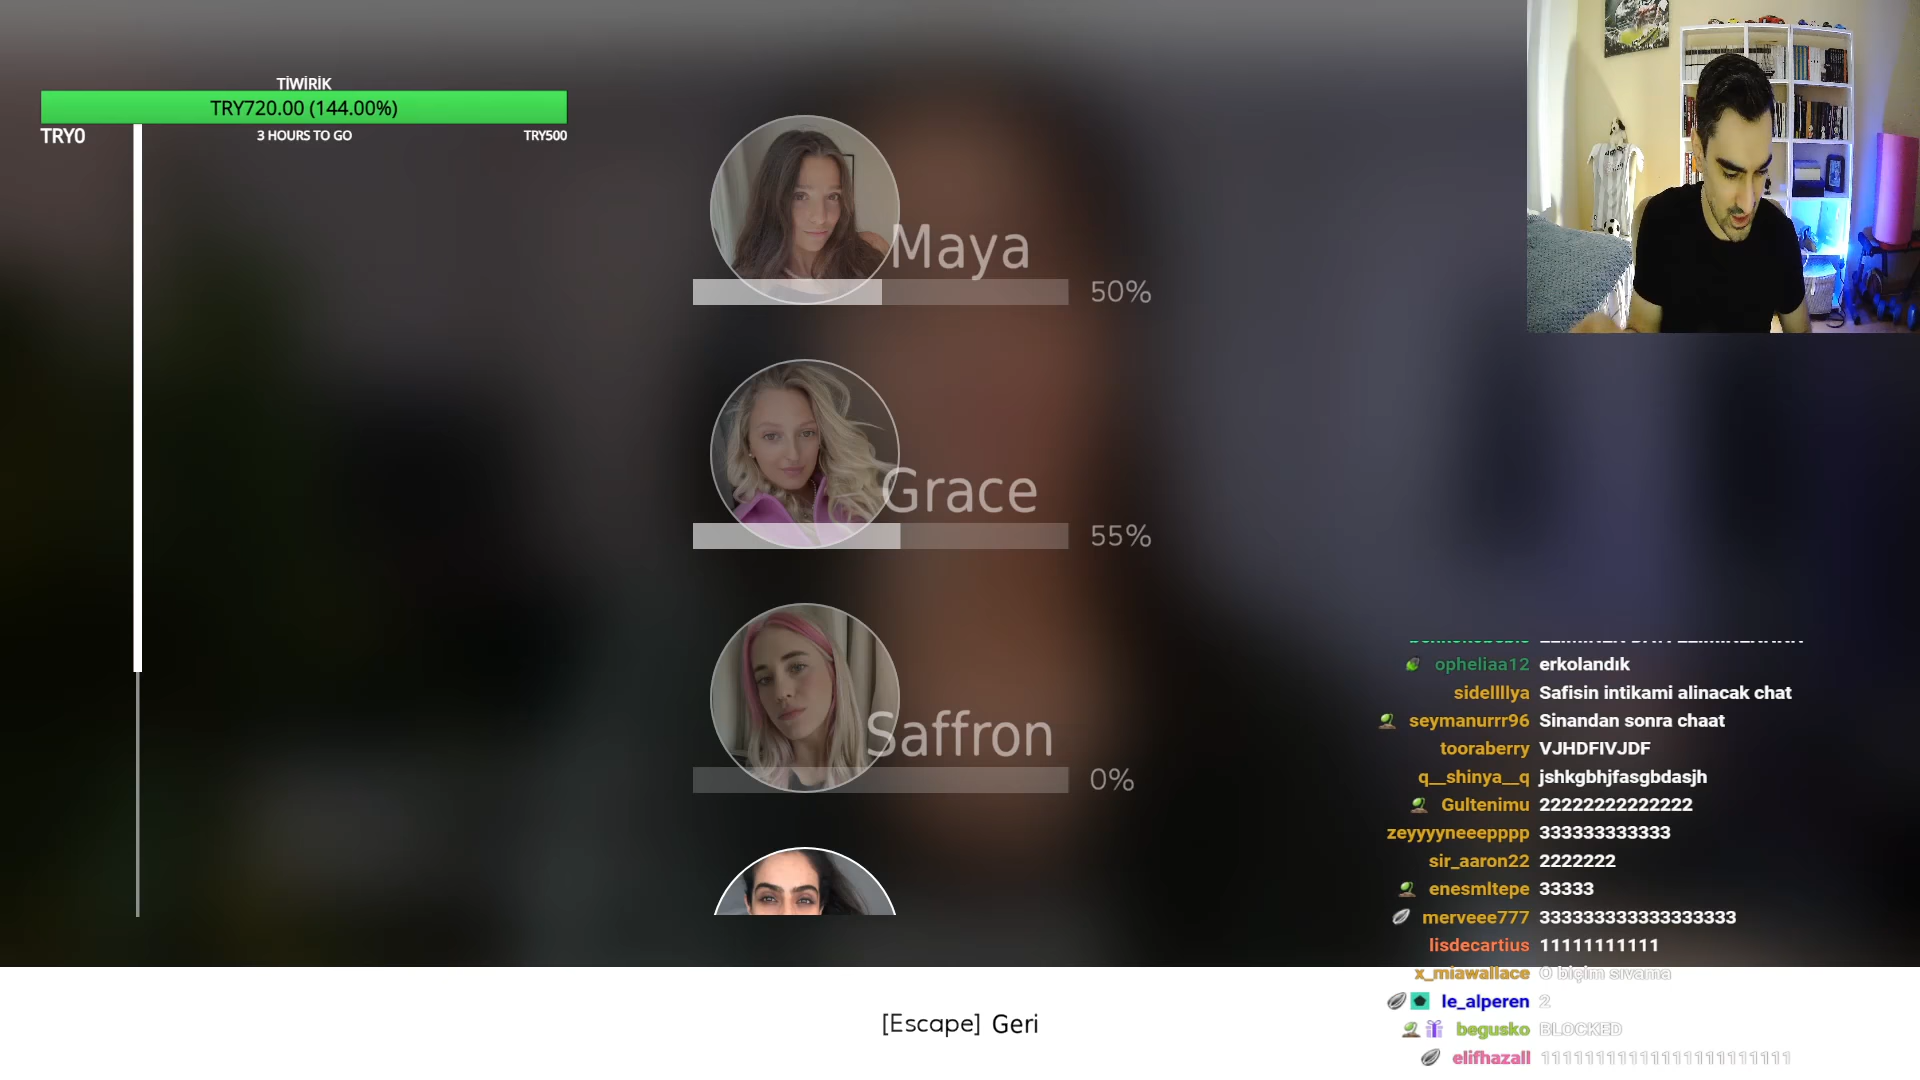 TİWİRİK
TRY720.00 (144.00%)
TRY0
3 HOURS TO GO
TRY500
Maya
50%
Grace
55%
Saffron
0%
opheliaa12 erkolandık
sidellllya Safisin intikami alinacak chat
seymanurrr96 Sinandan sonra chaat
tooraberry VJHDFIVJDF
q__shinya__q jshkgbhjfasgbdasjh
Gultenimu 22222222222222
zeyyyyneeepppp 333333333333
sir_aaron22 2222222
enesmltepe 33333
merveee777 333333333333333333
lisdecartius 11111111111
x_miawallace O biçim sıvama
le_alperen 2
begusko BLOCKED
elifhazall 11111111111111111111111
[Escape] Geri